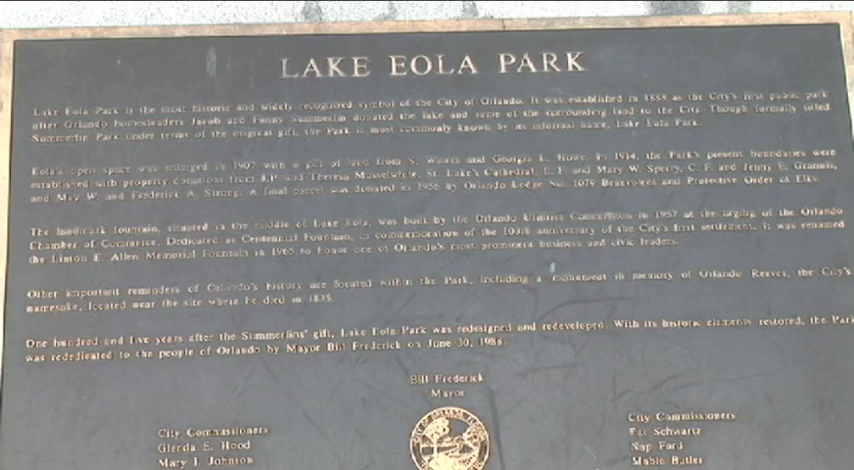 LAKE EOLA PARK
Lake Eola Park is the most historic and widely recognized symbol of the City of Orlando. It was established in 1888 as the City's first public park
after Orlando homesteaders Jacob and Fanny Summerlin donated the lake and some of the surrounding land to the City. Though formally titled
Summerlin Park under terms of the original gift, the Park is most commonly known by its informal name, Lake Eola Park.
Eola's open space was enlarged in 1907 with a gift of land from S. Waters and Georgia L. Howe. In 1914, the Park's present boundaries were
established with property donations from J.P. and Theresa Musselwhite, St. Luke's Cathedral, E. F. and Mary W. Sperry, C. F. and Jenny E. Grannis,
and May W. and Frederick A. Strong. A final parcel was donated in 1956 by Orlando Lodge No. 1079 Benevolent and Protective Order of Elks.
The landmark fountain, situated in the middle of Lake Eola, was built by the Orlando Utilities Commission in 1957 at the urging of the Orlando
Chamber of Commerce. Dedicated as Centennial Fountain, in commemoration of the 100th anniversary of the City's first settlement, it was renamed
the Linton E. Allen Memorial Fountain in 1965 to honor one of Orlando's most prominent business and civic leaders.
Other important reminders of Orlando's history are located within the Park, including a monument in memory of Orlando Reeves, the City's
namesake, located near the site where he died in 1835.
One hundred and five years after the Summerlins' gift, Lake Eola Park was redesigned and redeveloped. With its historic elements restored, the Park
was rededicated to the people of Orlando by Mayor Bill Frederick on June 30, 1988.
Bill Frederick
Mayor
City Commissioners
Glenda E. Hood
Mary I. Johnson
City Commissioners
Pat Schwartz
Nap Ford
Mable Butler